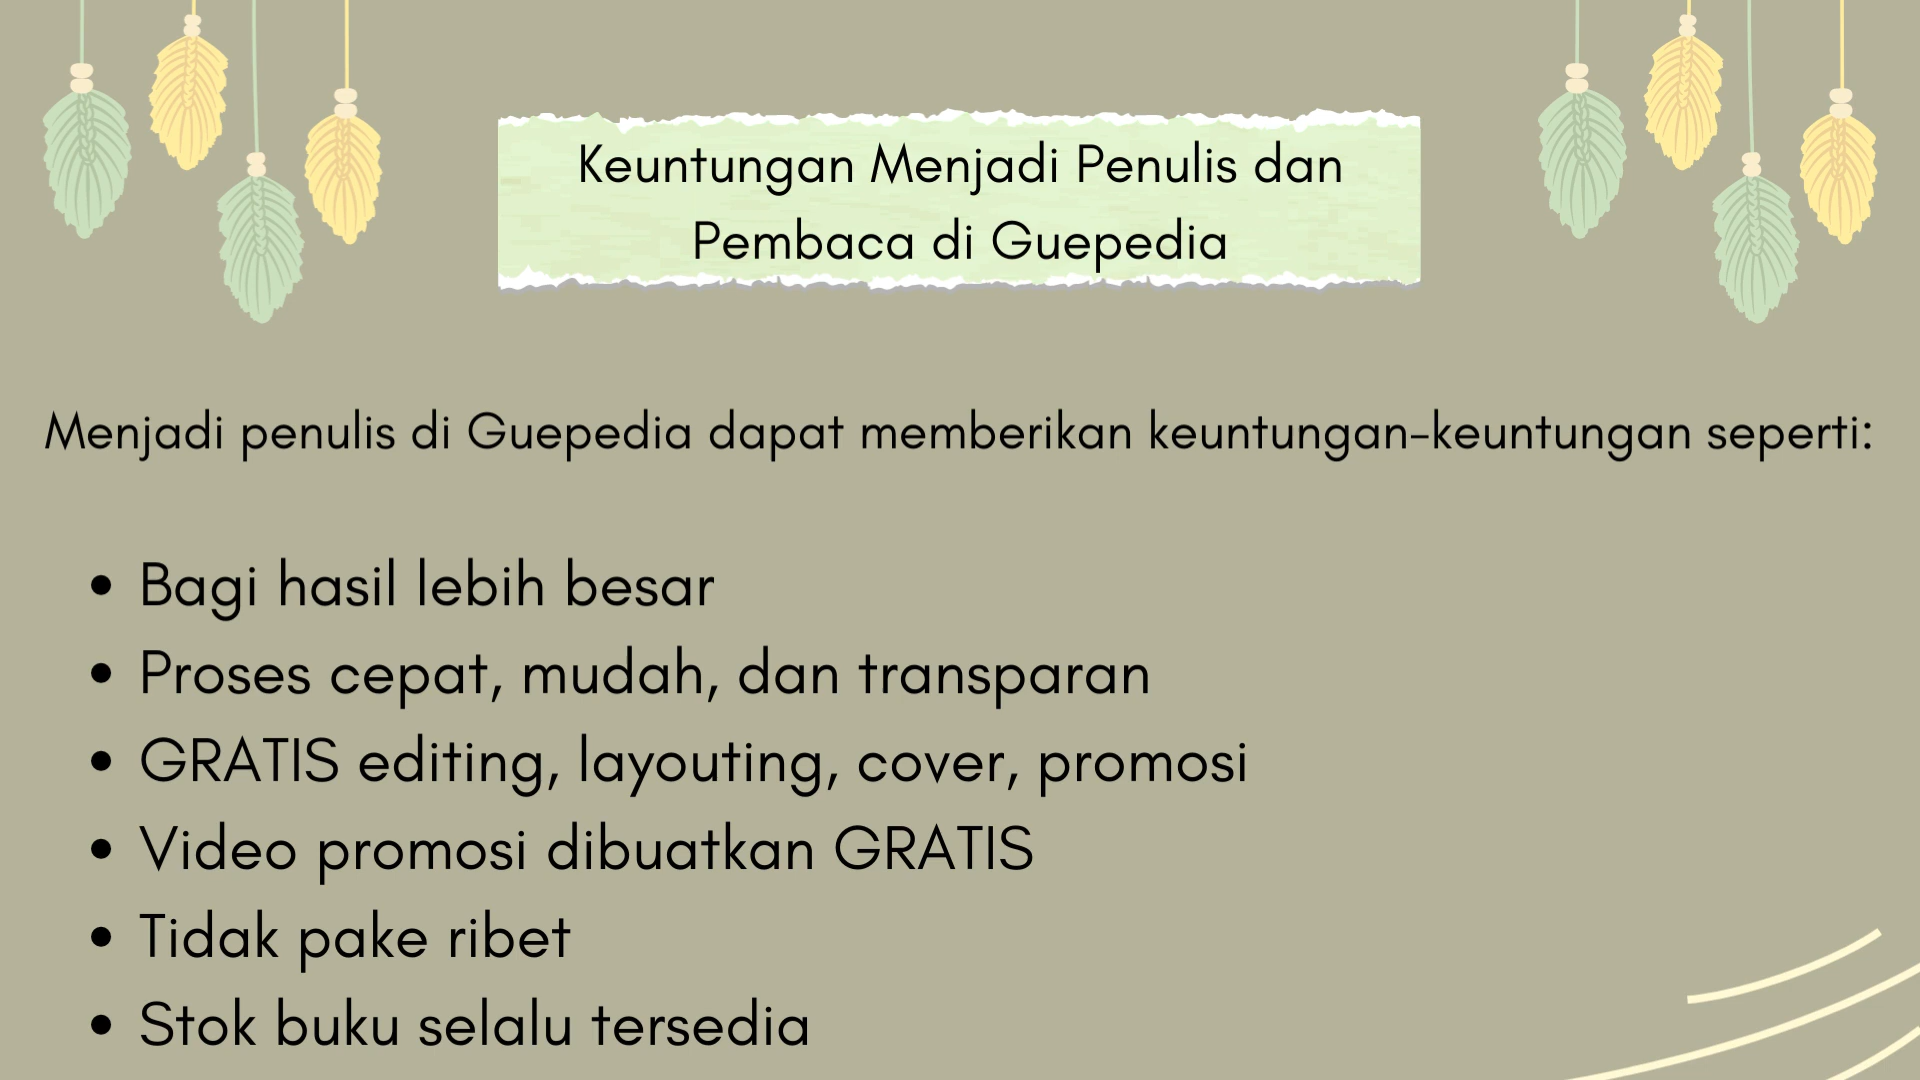 Keuntungan Menjadi Penulis dan
Pembaca di Guepedia
Menjadi penulis di Guepedia dapat memberikan keuntungan-keuntungan seperti:
• Bagi hasil lebih besar
• Proses cepat, mudah, dan transparan
• GRATIS editing, layouting, cover, promosi
• Video promosi dibuatkan GRATIS
• Tidak pake ribet
• Stok buku selalu tersedia